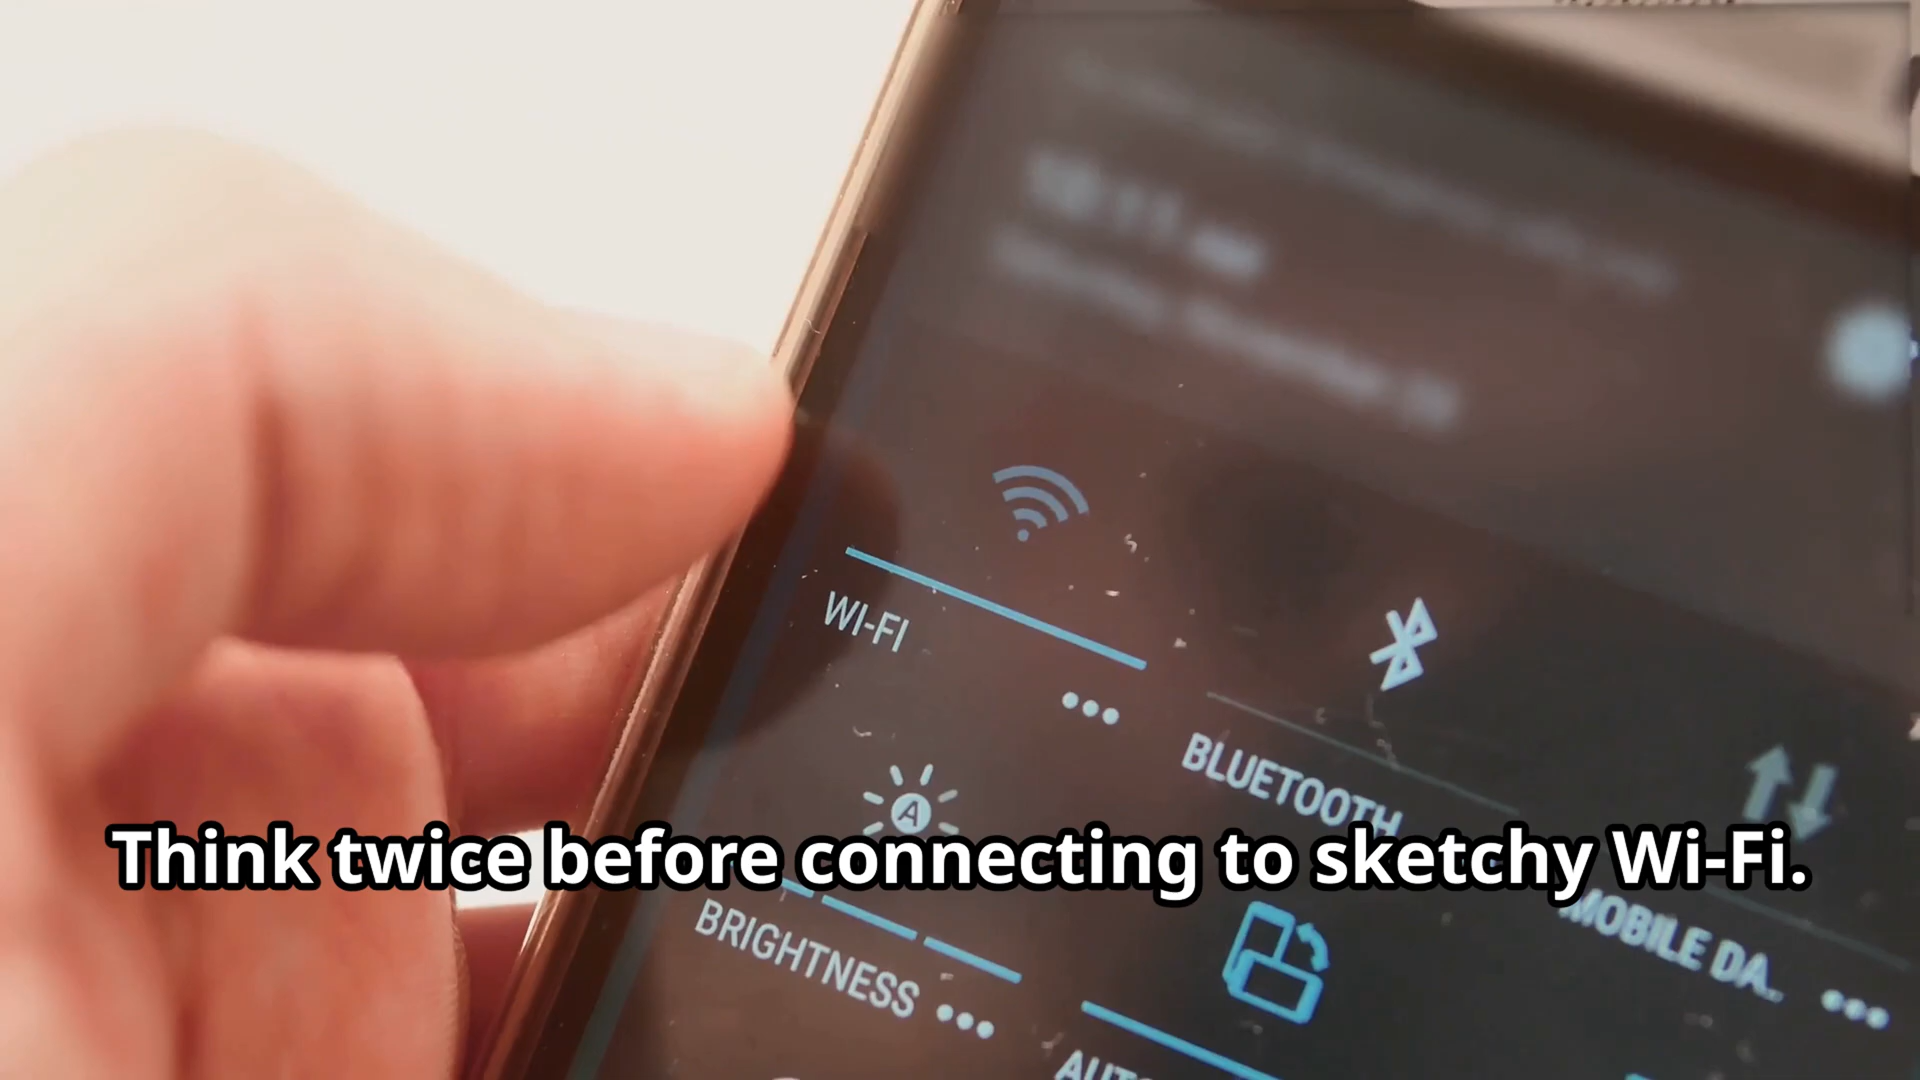 WI-FI
BLUETOOTH
Think twice before connecting to sketchy Wi-Fi.
BRIGHTNESS
MOBILE DA..